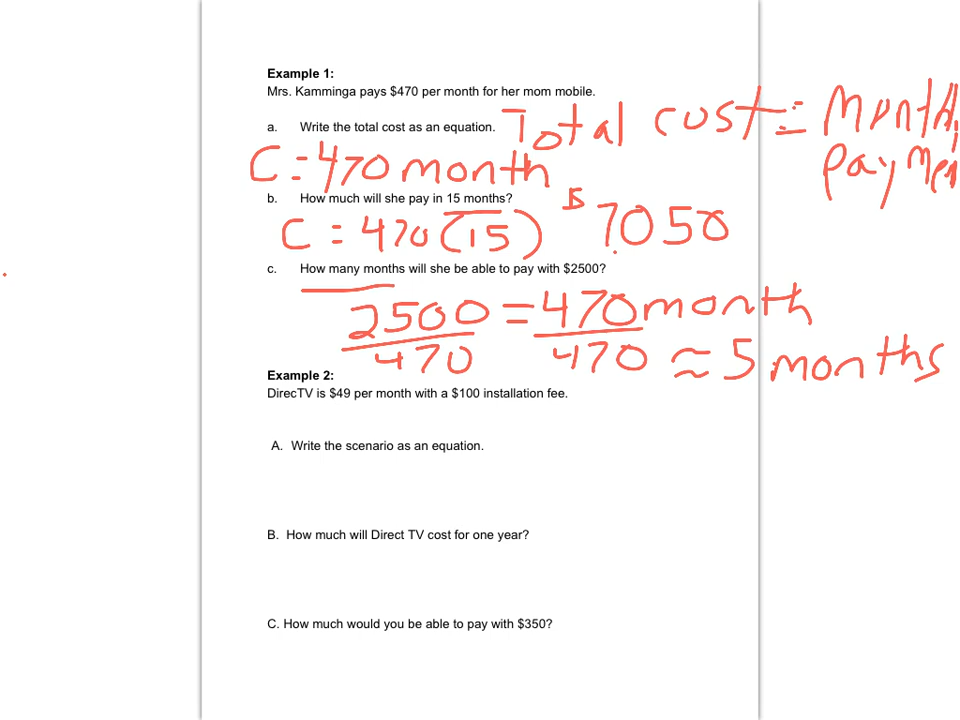 Example 1:
Mrs. Kamminga pays $470 per month for her mom mobile.
a. Write the total cost as an equation. Total cost = month
paymen
C = 470 month
b. How much will she pay in 15 months?
C = 470(15) $7050
c. How many months will she be able to pay with $2500?
2500 = 470 month
470 470 ≈ 5 months
Example 2:
DirecTV is $49 per month with a $100 installation fee.
A. Write the scenario as an equation.
B. How much will Direct TV cost for one year?
C. How much would you be able to pay with $350?